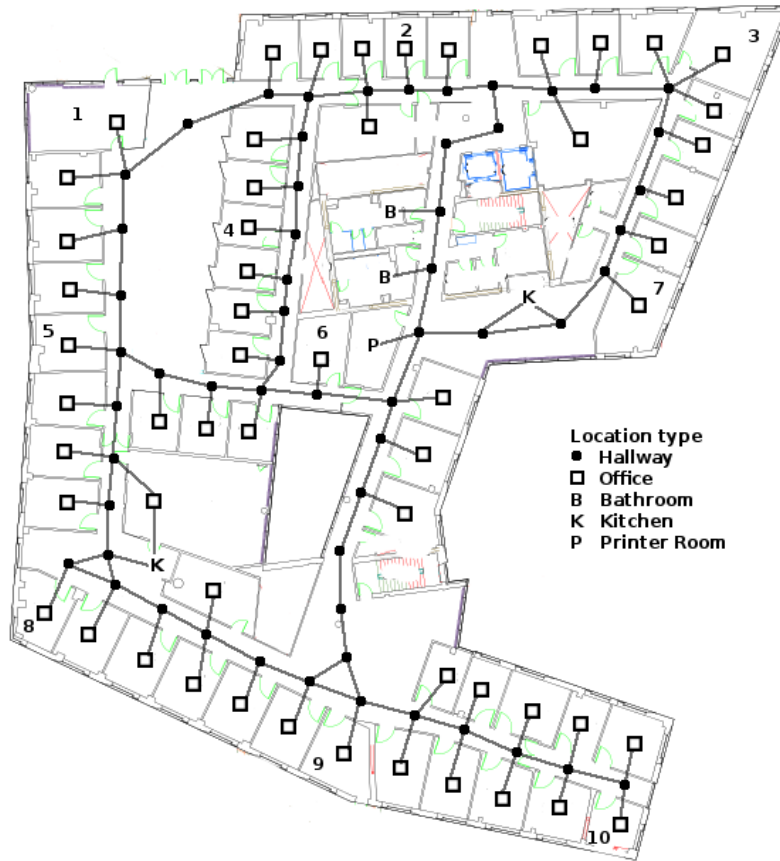 2
3
1
B
4
B
7
K
6
P
5
Location type
Hallway
Office
B Bathroom
K Kitchen
P Printer Room
K
8
9
10